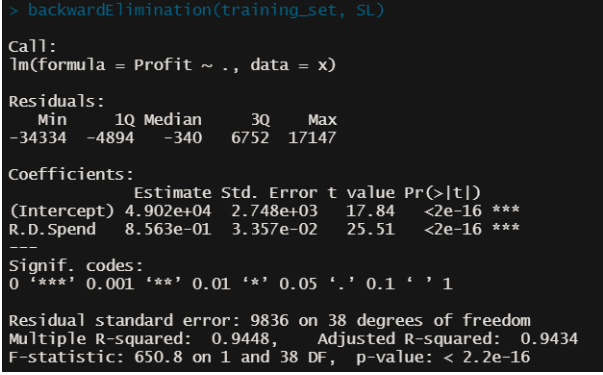 > backwardElimination(training_set, SL)
Call:
lm(formula = Profit ~ ., data = x)
Residuals:
   Min     1Q Median     3Q    Max
-34334  -4894   -340   6752  17147
Coefficients:
             Estimate Std. Error t value Pr(>|t|)
(Intercept) 4.902e+04  2.748e+03   17.84   <2e-16 ***
R.D.Spend   8.563e-01  3.357e-02   25.51   <2e-16 ***
---
Signif. codes:
0 ‘***’ 0.001 ‘**’ 0.01 ‘*’ 0.05 ‘.’ 0.1 ‘ ’ 1
Residual standard error: 9836 on 38 degrees of freedom
Multiple R-squared:  0.9448,	Adjusted R-squared:  0.9434
F-statistic: 650.8 on 1 and 38 DF,  p-value: < 2.2e-16